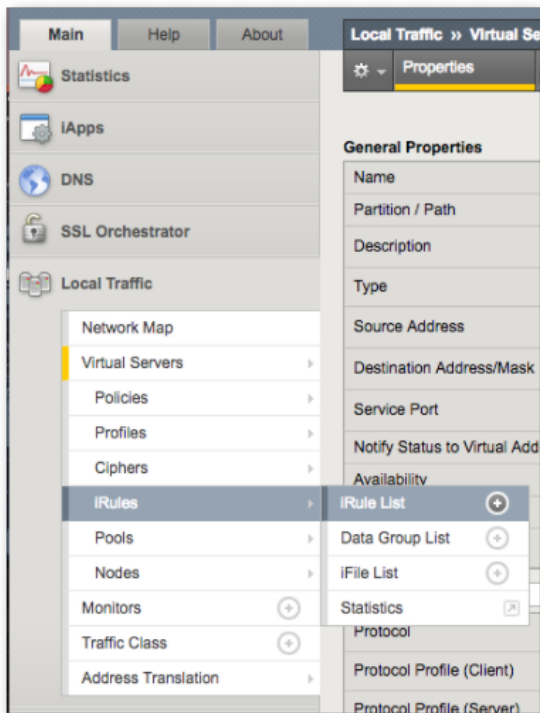 Main
Help
About
Local Traffic » Virtual Se
Statistics
iApps
DNS
SSL Orchestrator
Local Traffic
Network Map
Virtual Servers
Policies
Profiles
Ciphers
iRules
Pools
Nodes
Monitors
Traffic Class
Address Translation
iRule List
Data Group List
iFile List
Statistics
Properties
General Properties
Name
Partition / Path
Description
Type
Source Address
Destination Address/Mask
Service Port
Notify Status to Virtual Add
Availability
Protocol
Protocol Profile (Client)
Protocol Profile (Server)